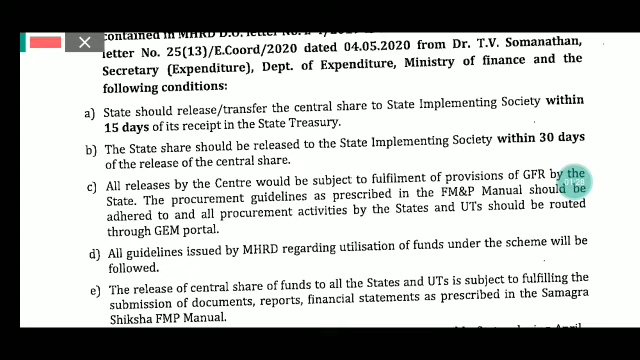 contained in MHRD D.O. letter No.
letter No. 25(13)/E.Coord/2020 dated 04.05.2020 from Dr. T.V. Somanathan,
Secretary (Expenditure), Dept. of Expenditure, Ministry of finance and the
following conditions:
a) State should release/transfer the central share to State Implementing Society within
15 days of its receipt in the State Treasury.
b) The State share should be released to the State Implementing Society within 30 days
of the release of the central share.
c) All releases by the Centre would be subject to fulfilment of provisions of GFR by the
State. The procurement guidelines as prescribed in the FM&P Manual should be
adhered to and all procurement activities by the States and UTs should be routed
through GEM portal.
01:28
d) All guidelines issued by MHRD regarding utilisation of funds under the scheme will be
followed.
e) The release of central share of funds to all the States and UTs is subject to fulfilling the
submission of documents, reports, financial statements as prescribed in the Samagra
Shiksha FMP Manual.